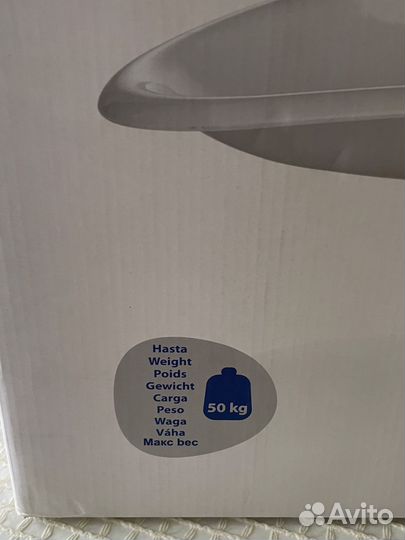 Hasta
Weight
Poids
Gewicht
Carga
Peso
Waga
Váha
Макс вес
50 kg
Avito